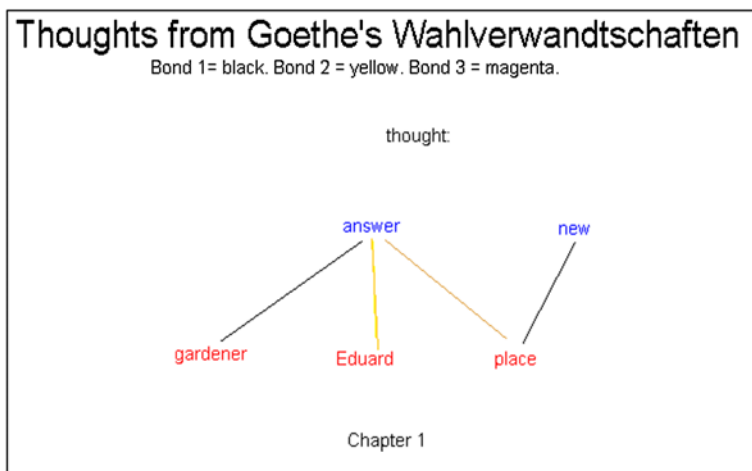 Thoughts from Goethe's Wahlverwandtschaften
Bond 1= black. Bond 2 = yellow. Bond 3 = magenta.
thought:
answer new
gardener Eduard place
Chapter 1